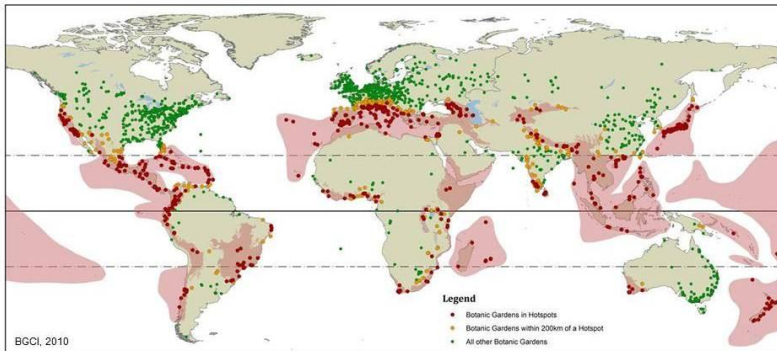 Legend
Botanic Gardens in Hotspots
Botanic Gardens within 200km of a Hotspot
All other Botanic Gardens
BGCI, 2010